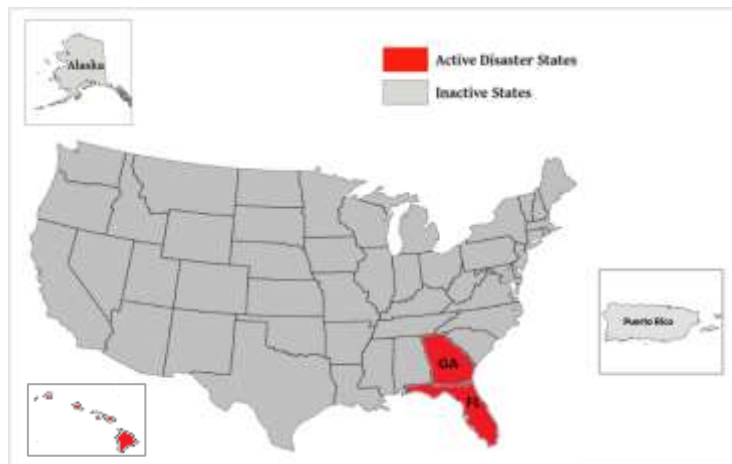 Alaska
Active Disaster States
Inactive States
Puerto Rico
GA
FL